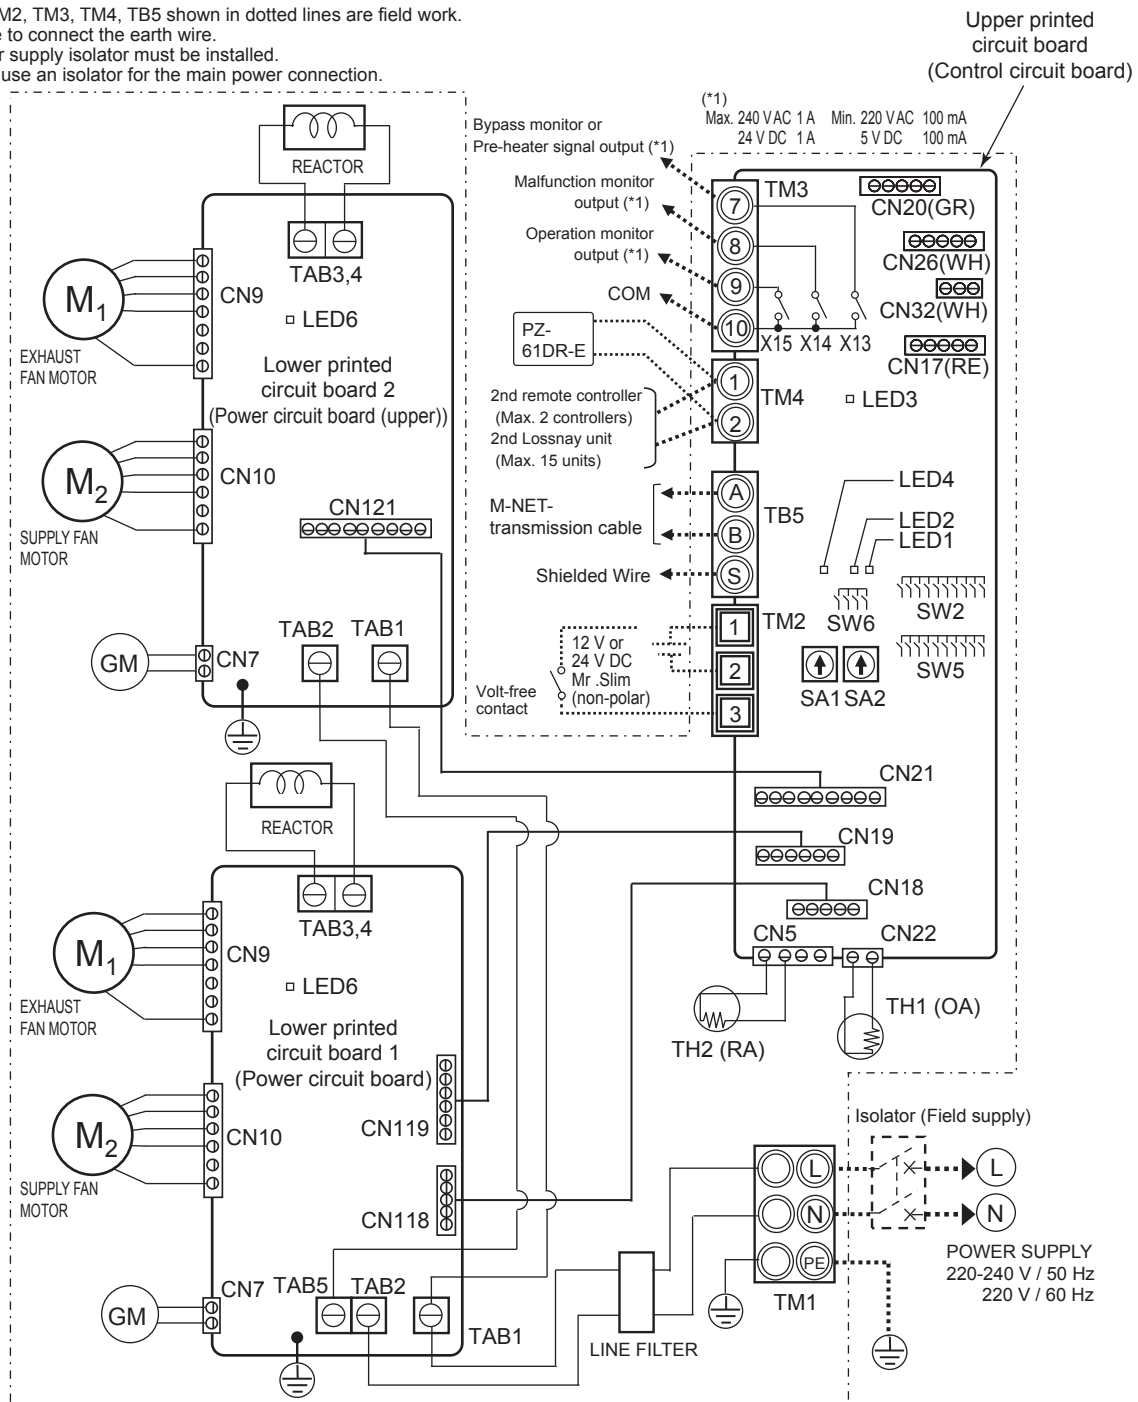 M2, TM3, TM4, TB5 shown in dotted lines are field work.
e to connect the earth wire.
r supply isolator must be installed.
use an isolator for the main power connection.
Upper printed
circuit board
(Control circuit board)
(*1)
Max. 240 VAC 1 A Min. 220 VAC 100 mA
24 V DC 1 A 5 V DC 100 mA
REACTOR
Bypass monitor or
Pre-heater signal output (*1)
Malfunction monitor
output (*1)
Operation monitor
output (*1)
COM
PZ-
61DR-E
2nd remote controller
(Max. 2 controllers)
2nd Lossnay unit
(Max. 15 units)
M-NET-
transmission cable
Shielded Wire
12 V or
24 V DC
Mr .Slim
(non-polar)
Volt-free
contact
7
8
9
10
TM3
X15 X14 X13
1
2
TM4
A
B
S
TB5
1
2
3
TM2
CN20(GR)
CN26(WH)
CN32(WH)
CN17(RE)
LED3
LED4
LED2
LED1
SW6
SW2
SW5
SA1 SA2
CN21
CN19
CN18
CN5
CN22
TH2 (RA)
TH1 (OA)
TAB3,4
M1
EXHAUST
FAN MOTOR
CN9
LED6
Lower printed
circuit board 2
(Power circuit board (upper))
M2
SUPPLY FAN
MOTOR
CN10
CN121
TAB2 TAB1
GM
CN7
REACTOR
TAB3,4
M1
EXHAUST
FAN MOTOR
CN9
LED6
Lower printed
circuit board 1
(Power circuit board)
M2
SUPPLY FAN
MOTOR
CN10
CN119
CN118
GM
CN7
TAB5 TAB2
TAB1
LINE FILTER
L
N
PE
TM1
Isolator (Field supply)
L
N
POWER SUPPLY
220-240 V / 50 Hz
220 V / 60 Hz